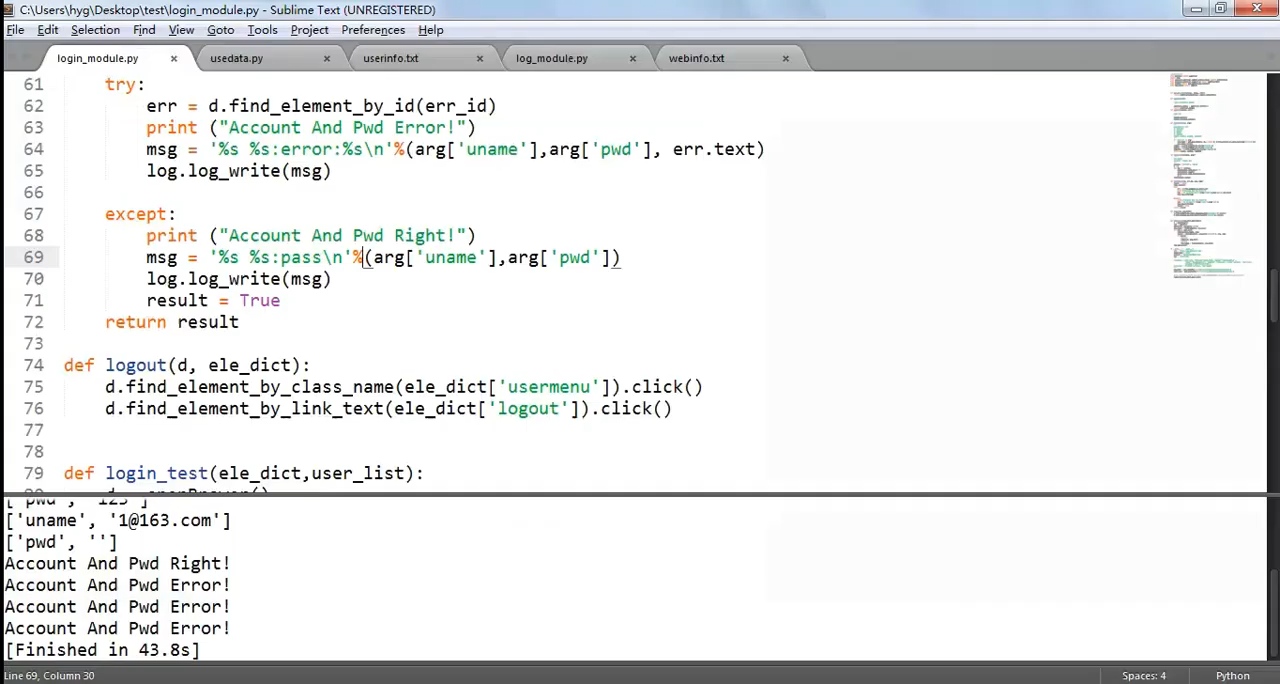 C:\Users\hyg\Desktop\test\login_module.py - Sublime Text (UNREGISTERED)
File Edit Selection Find View Goto Tools Project Preferences Help
login_module.py × usedata.py × userinfo.txt × log_module.py × webinfo.txt ×
61 try:
62 err = d.find_element_by_id(err_id)
63 print ("Account And Pwd Error!")
64 msg = '%s %s:error:%s\n'%(arg['uname'],arg['pwd'], err.text)
65 log.log_write(msg)
66
67 except:
68 print ("Account And Pwd Right!")
69 msg = '%s %s:pass\n'%(arg['uname'],arg['pwd'])
70 log.log_write(msg)
71 result = True
72 return result
73
74 def logout(d, ele_dict):
75 d.find_element_by_class_name(ele_dict['usermenu']).click()
76 d.find_element_by_link_text(ele_dict['logout']).click()
77
78
79 def login_test(ele_dict,user_list):
['pwd', '123']
['uname', '1@163.com']
['pwd', '']
Account And Pwd Right!
Account And Pwd Error!
Account And Pwd Error!
Account And Pwd Error!
[Finished in 43.8s]
Line 69, Column 30 Spaces: 4 Python